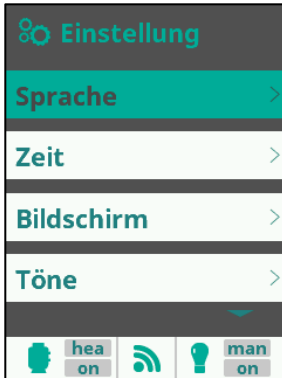 Einstellung
Sprache
Zeit
Bildschirm
Töne
hea
on
man
on